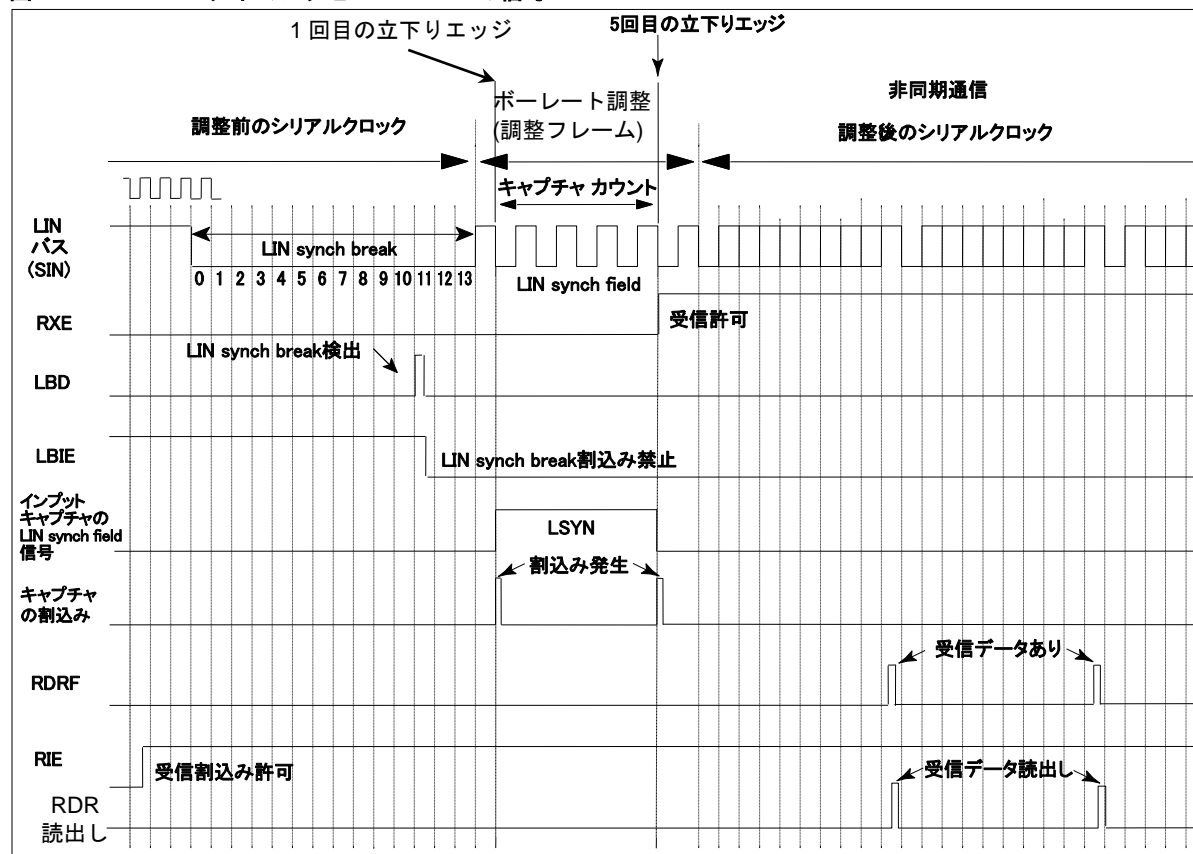 1回目の立下りエッジ
5回目の立下りエッジ
ボーレート調整
(調整フレーム)
非同期通信
調整前のシリアルクロック
調整後のシリアルクロック
キャプチャ カウント
LIN
バス
(SIN)
LIN synch break
0 1 2 3 4 5 6 7 8 9 10 11 12 13
LIN synch field
RXE
受信許可
LIN synch break検出
LBD
LBIE
LIN synch break割込み禁止
インプット
キャプチャの
LIN synch field
信号
LSYN
割込み発生
キャプチャ
の割込み
受信データあり
RDRF
RIE
受信割込み許可
受信データ読出し
RDR
読出し